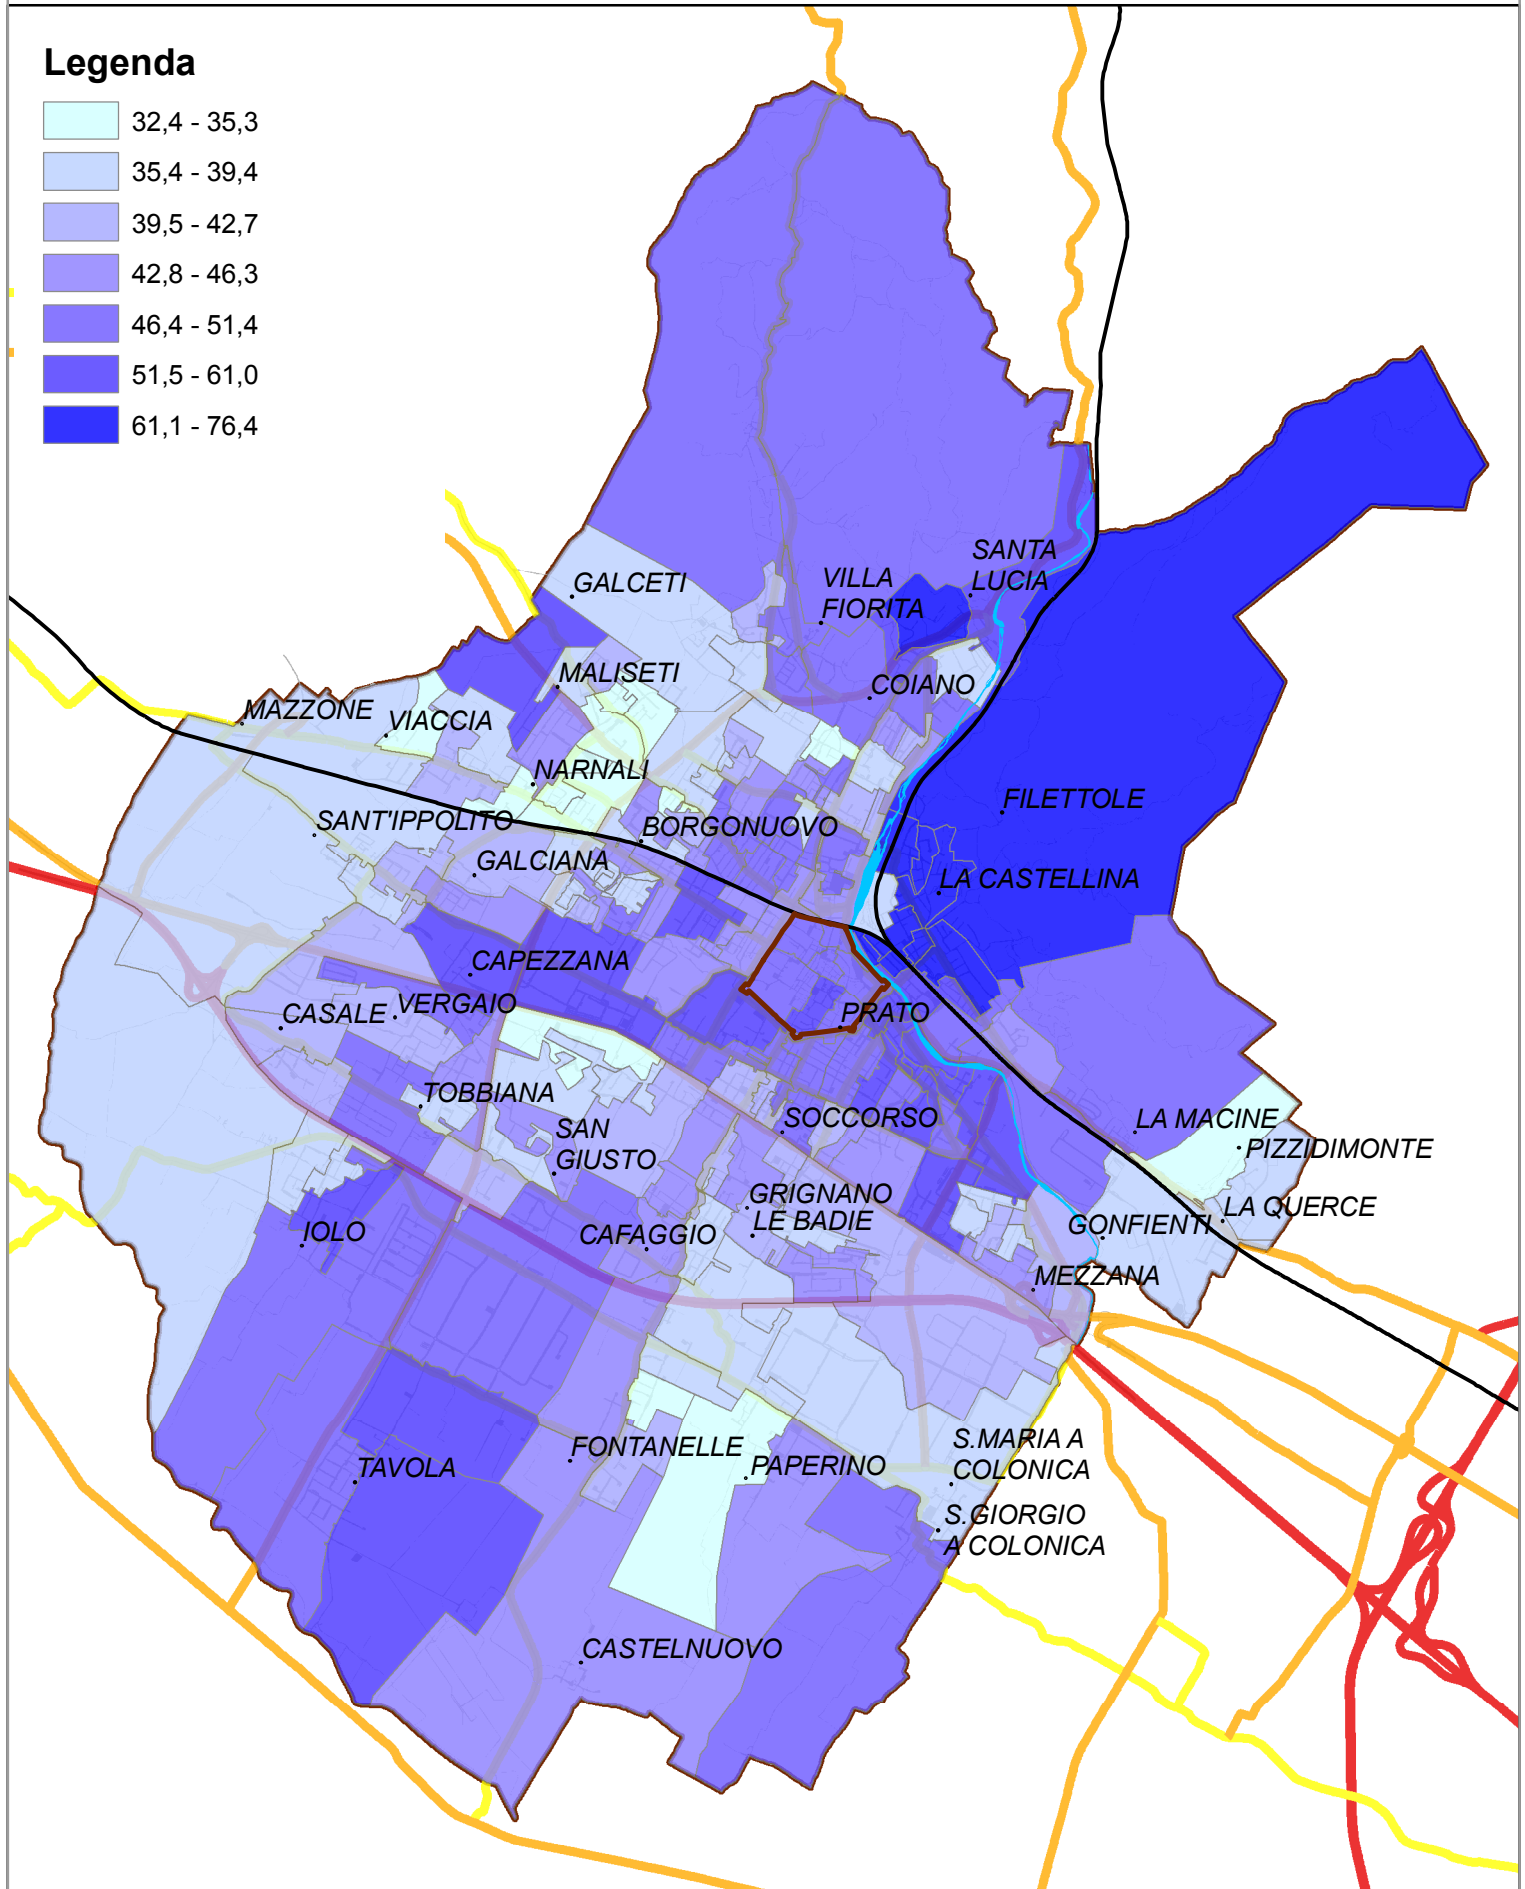 Legenda
32,4 - 35,3
35,4 - 39,4
39,5 - 42,7
42,8 - 46,3
46,4 - 51,4
51,5 - 61,0
61,1 - 76,4
SANTA
LUCIA
VILLA
FIORITA
GALCETI
MALISETI
COIANO
MAZZONE
VIACCIA
NARNALI
FILETTOLE
SANT'IPPOLITO
BORGONUOVO
GALCIANA
LA CASTELLINA
CAPEZZANA
VERGAIO
CASALE
PRATO
TOBBIANA
SOCCORSO
LA MACINE
SAN
GIUSTO
PIZZIDIMONTE
GRIGNANO
LE BADIE
LA QUERCE
GONFIENTI
IOLO
CAFAGGIO
MEZZANA
FONTANELLE
S.MARIA A
COLONICA
TAVOLA
PAPERINO
S.GIORGIO
A COLONICA
CASTELNUOVO